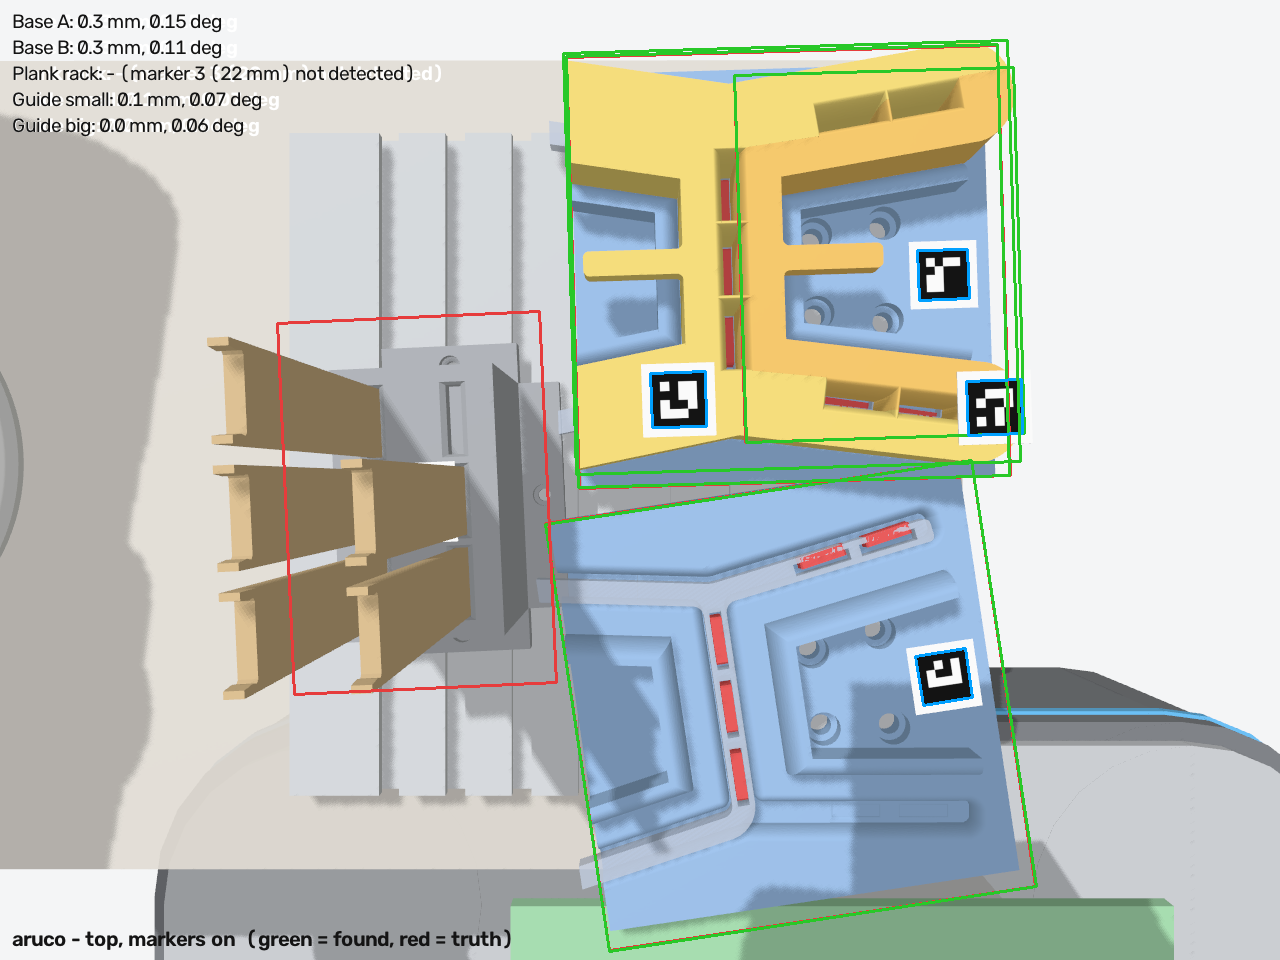 Base A: 0.3 mm, 0.15 deg
Base B: 0.3 mm, 0.11 deg
Plank rack: - (marker 3 (22 mm) not detected)
Guide small: 0.1 mm, 0.07 deg
Guide big: 0.0 mm, 0.06 deg
aruco - top, markers on (green = found, red = truth)